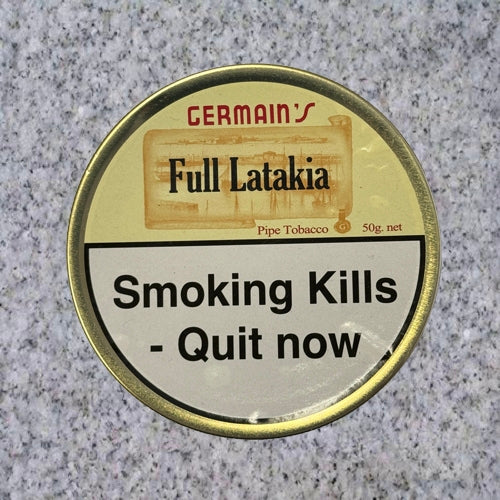 GERMAIN'S
Full Latakia
Pipe Tobacco 50g. net
Smoking Kills
- Quit now